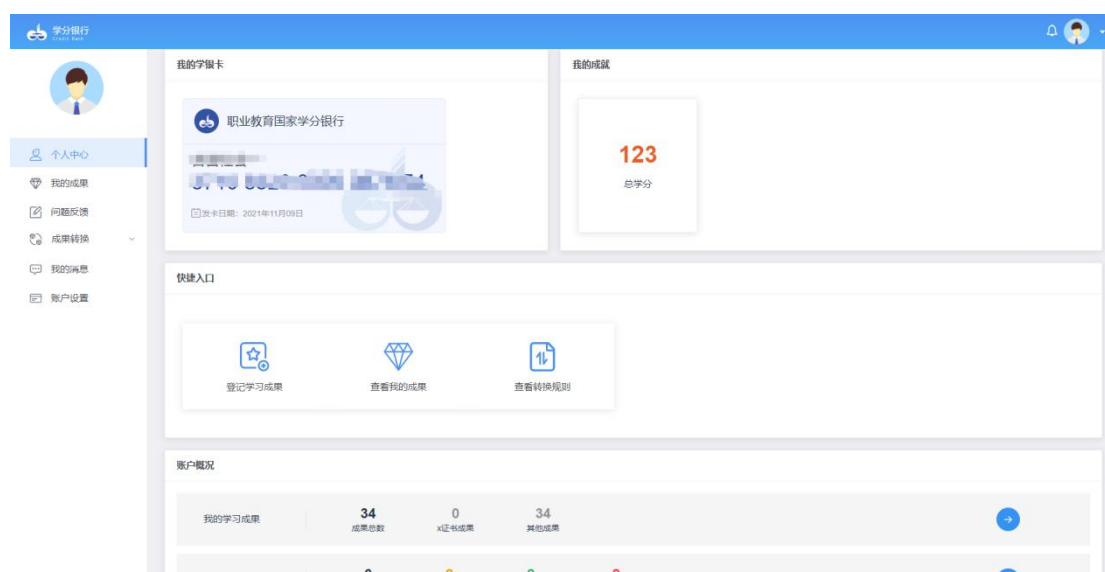 学分银行
Credit Bank
个人中心
我的成果
问题反馈
成果转换
我的消息
账户设置
我的学银卡
职业教育国家学分银行
发卡日期：2021年11月09日
我的成就
123
总学分
快捷入口
登记学习成果
查看我的成果
查看转换规则
账户概况
我的学习成果
34
成果总数
0
x证书成果
34
其他成果